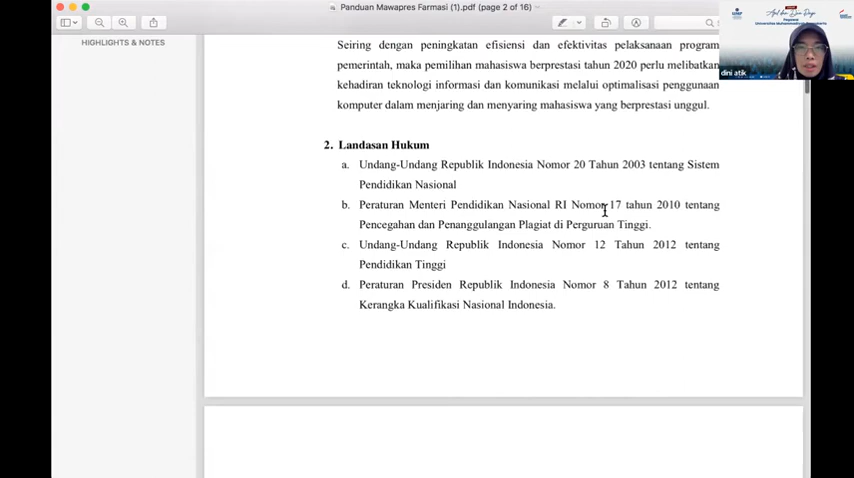 Panduan Mawapres Farmasi (1).pdf (page 2 of 16)
HIGHLIGHTS & NOTES
Seiring dengan peningkatan efisiensi dan efektivitas pelaksanaan program
pemerintah, maka pemilihan mahasiswa berprestasi tahun 2020 perlu melibatkan
kehadiran teknologi informasi dan komunikasi melalui optimalisasi penggunaan
komputer dalam menjaring dan menyaring mahasiswa yang berprestasi unggul.
2. Landasan Hukum
a. Undang-Undang Republik Indonesia Nomor 20 Tahun 2003 tentang Sistem
Pendidikan Nasional
b. Peraturan Menteri Pendidikan Nasional RI Nomor 17 tahun 2010 tentang
Pencegahan dan Penanggulangan Plagiat di Perguruan Tinggi.
c. Undang-Undang Republik Indonesia Nomor 12 Tahun 2012 tentang
Pendidikan Tinggi
d. Peraturan Presiden Republik Indonesia Nomor 8 Tahun 2012 tentang
Kerangka Kualifikasi Nasional Indonesia.
dini atik